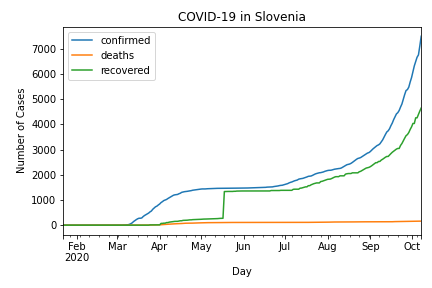 COVID-19 in Slovenia
confirmed
deaths
recovered
Number of Cases
7000
6000
5000
4000
3000
2000
1000
0
Feb Mar Apr May Jun Jul Aug Sep Oct
2020
Day